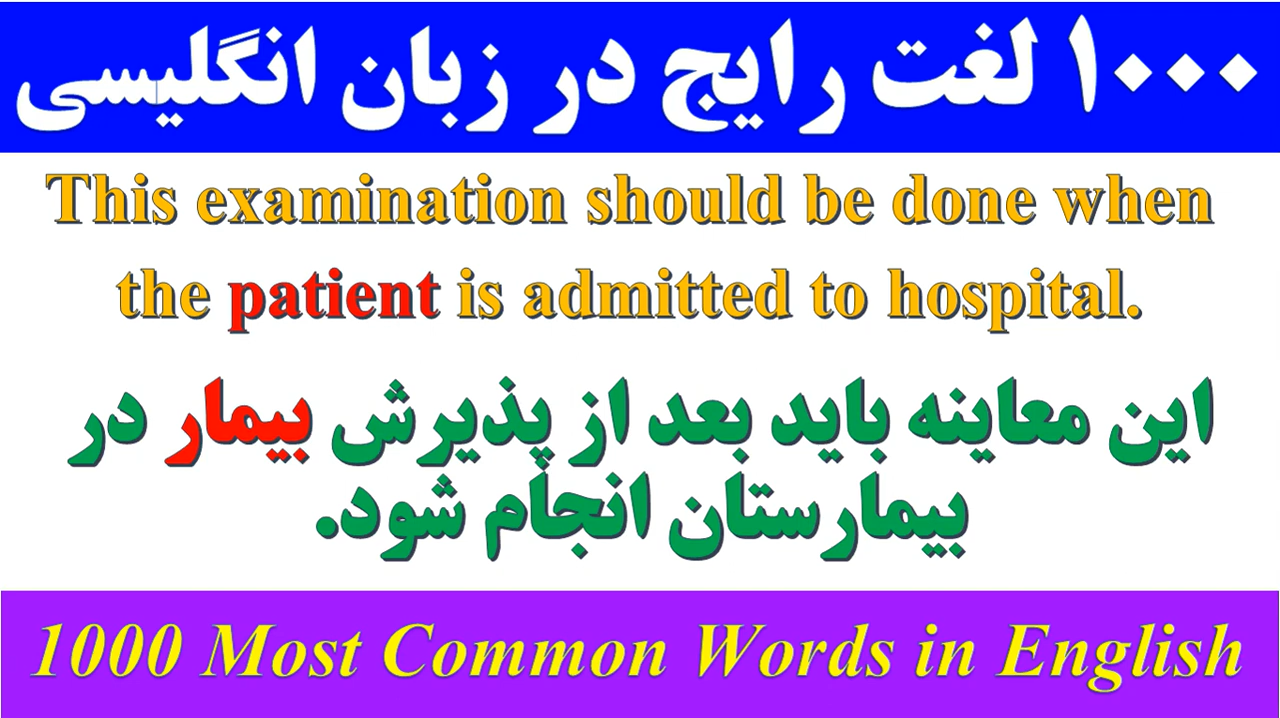 ۱۰۰۰ لغت رایج در زبان انگلیسی
This examination should be done when
the patient is admitted to hospital.
این معاینه باید بعد از پذیرش بیمار در
بیمارستان انجام شود.
1000 Most Common Words in English